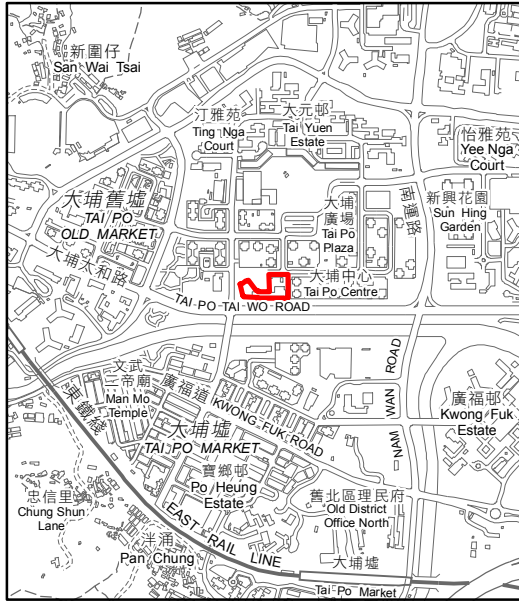 新圍仔
San Wai Tsai
汀雅苑
Ting Nga
Court
大元邨
Tai Yuen
Estate
怡雅苑
Yee Nga
Court
大埔舊墟
TAI PO
OLD MARKET
大埔
廣場
Tai Po
Plaza
南運路
新興花園
Sun Hing
Garden
大埔太和路
大埔中心
Tai Po Centre
TAI PO TAI WO ROAD
文武
二帝廟
Man Mo
Temple
廣福道
KWONG FUK ROAD
NAM WAN ROAD
廣福邨
Kwong Fuk
Estate
東鐵綫
大埔墟
TAI PO MARKET
寶鄉邨
Po Heung
Estate
忠信里
Chung Shun
Lane
舊北區理民府
Old District
Office North
泮涌
Pan Chung
EAST RAIL LINE
大埔墟
Tai Po Market